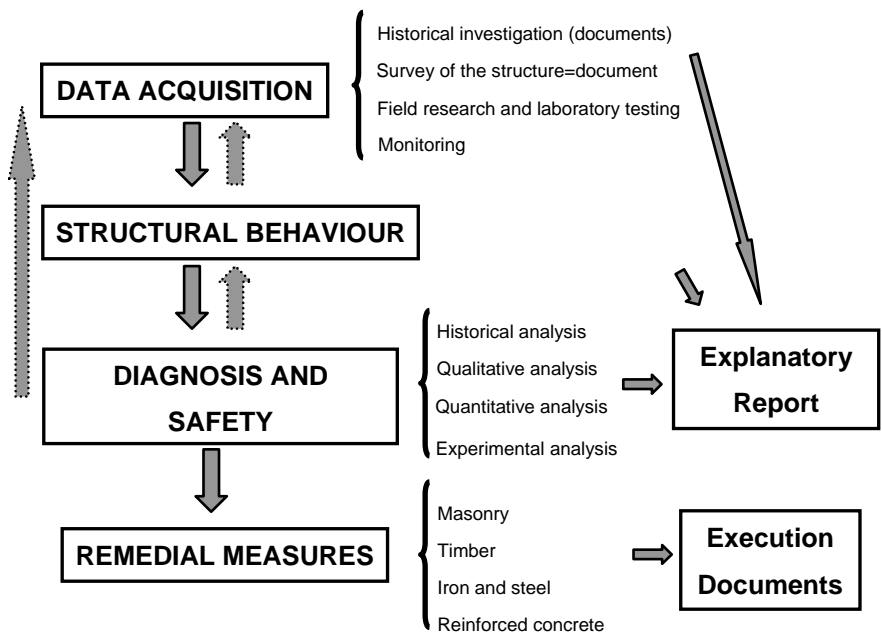 DATA ACQUISITION
Historical investigation (documents)
Survey of the structure=document
Field research and laboratory testing
Monitoring
STRUCTURAL BEHAVIOUR
DIAGNOSIS AND
SAFETY
Historical analysis
Qualitative analysis
Quantitative analysis
Experimental analysis
Explanatory
Report
REMEDIAL MEASURES
Masonry
Timber
Iron and steel
Reinforced concrete
Execution
Documents